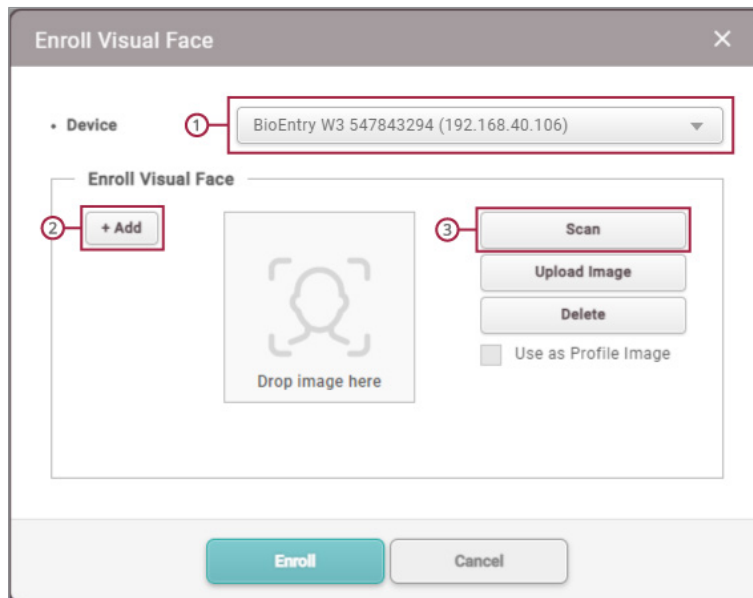 Enroll Visual Face ×
• Device ① BioEntry W3 547843294 (192.168.40.106)
Enroll Visual Face
② + Add
③ Scan
Upload Image
Delete
Use as Profile Image
Drop image here
Enroll Cancel